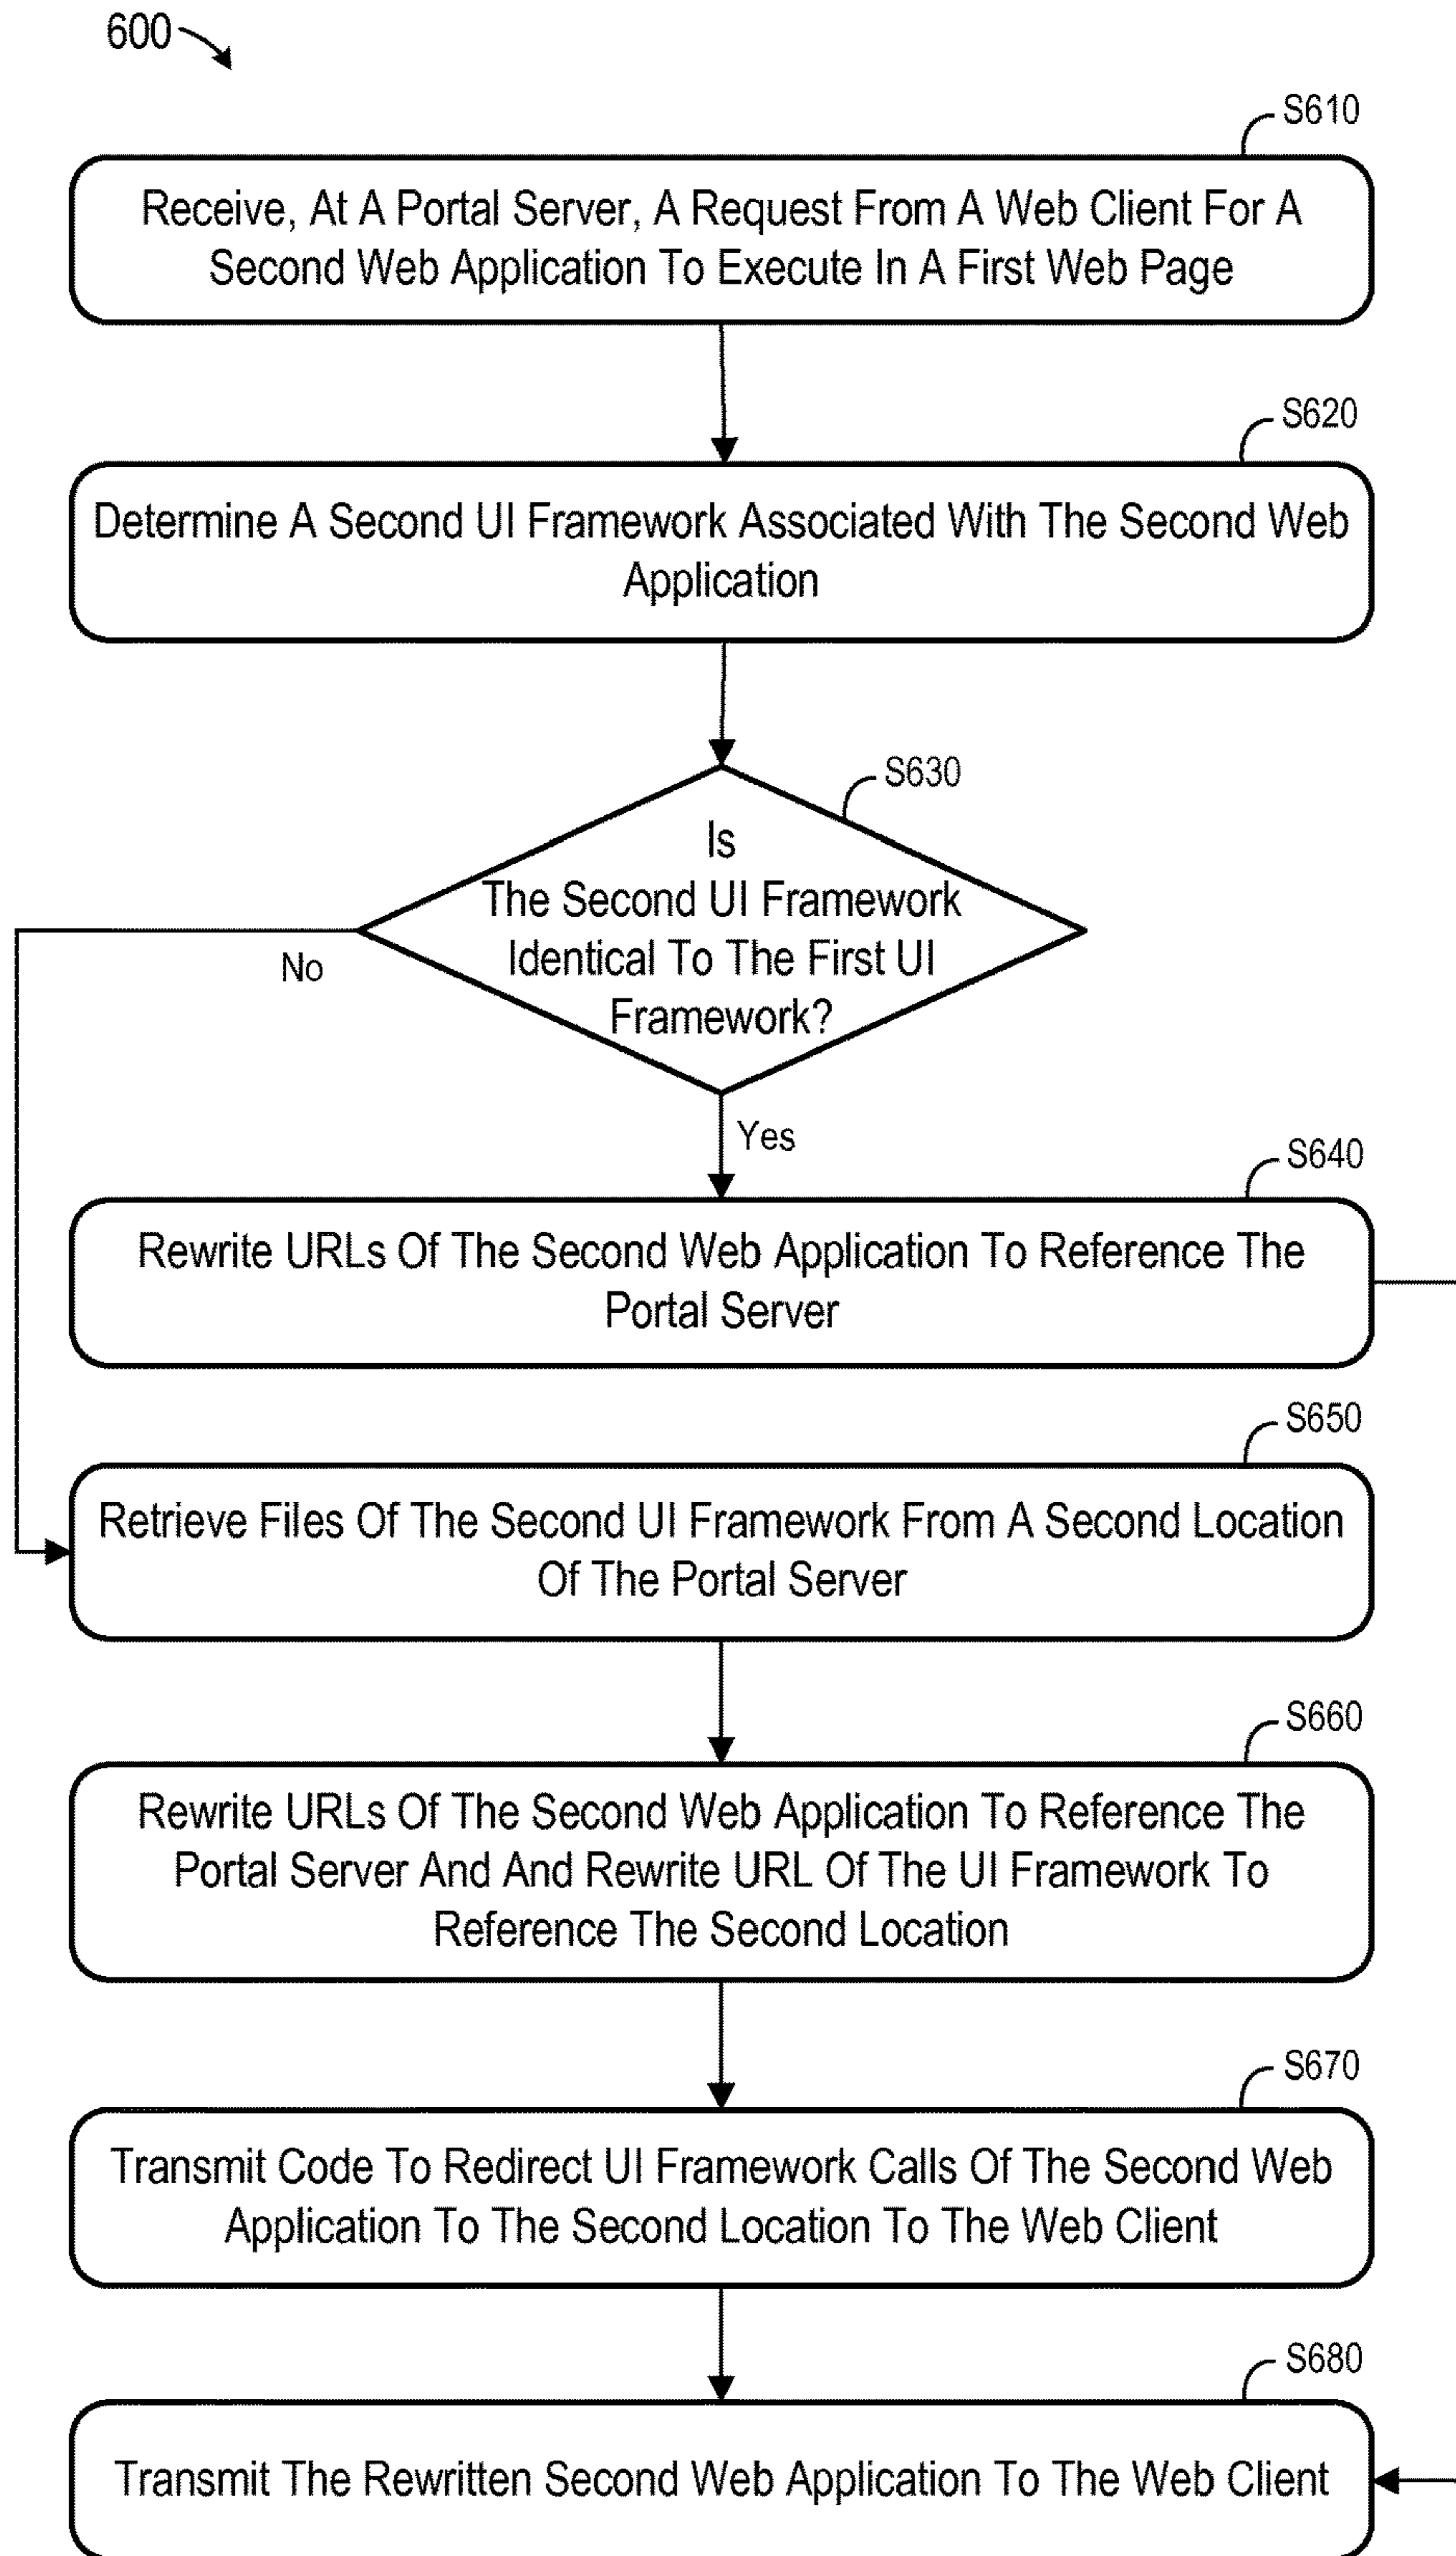 600
S610
Receive, At A Portal Server, A Request From A Web Client For A
Second Web Application To Execute In A First Web Page
S620
Determine A Second UI Framework Associated With The Second Web
Application
S630
Is
The Second UI Framework
Identical To The First UI
Framework?
No
Yes
S640
Rewrite URLs Of The Second Web Application To Reference The
Portal Server
S650
Retrieve Files Of The Second UI Framework From A Second Location
Of The Portal Server
S660
Rewrite URLs Of The Second Web Application To Reference The
Portal Server And And Rewrite URL Of The UI Framework To
Reference The Second Location
S670
Transmit Code To Redirect UI Framework Calls Of The Second Web
Application To The Second Location To The Web Client
S680
Transmit The Rewritten Second Web Application To The Web Client